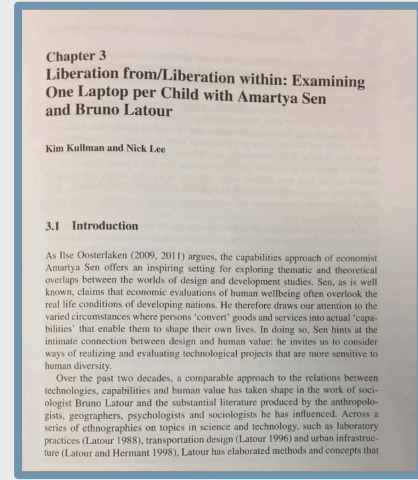 Chapter 3
Liberation from/Liberation within: Examining
One Laptop per Child with Amartya Sen
and Bruno Latour
Kim Kullman and Nick Lee
3.1 Introduction
As Ilse Oosterlaken (2009, 2011) argues, the capabilities approach of economist
Amartya Sen offers an inspiring setting for exploring thematic and theoretical
overlaps between the worlds of design and development studies. Sen, as is well
known, claims that economic evaluations of human wellbeing often overlook the
real life conditions of developing nations. He therefore draws our attention to the
varied circumstances where persons ‘convert’ goods and services into actual ‘capa-
bilities’ that enable them to shape their own lives. In doing so, Sen hints at the
intimate connection between design and human value: he invites us to consider
ways of realizing and evaluating technological projects that are more sensitive to
human diversity.
Over the past two decades, a comparable approach to the relations between
technologies, capabilities and human value has taken shape in the work of soci-
ologist Bruno Latour and the substantial literature produced by the anthropolo-
gists, geographers, psychologists and sociologists he has influenced. Across a
series of ethnographies on topics in science and technology, such as laboratory
practices (Latour 1988), transportation design (Latour 1996) and urban infrastruc-
ture (Latour and Hermant 1998), Latour has elaborated methods and concepts that